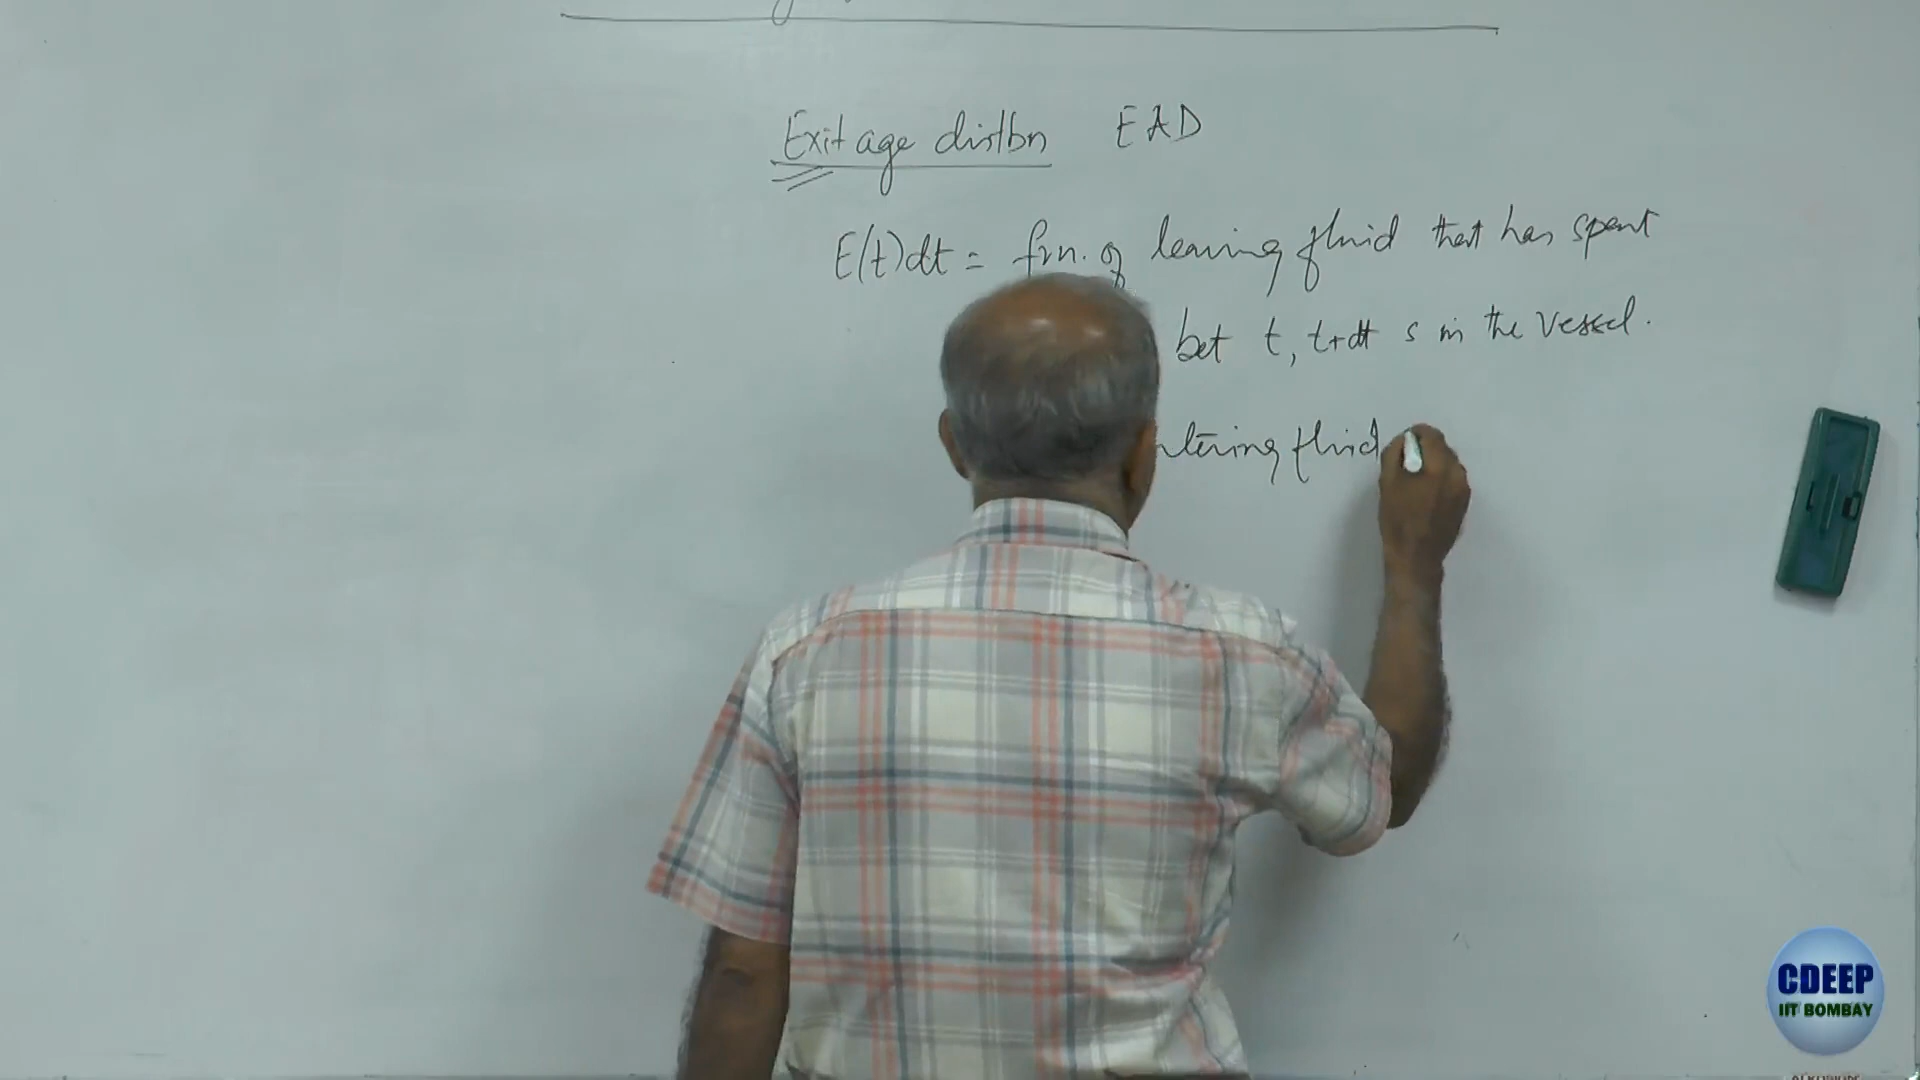 Exit age distbn EAD
E(t)dt = frn. of leaving fluid that has spent
bet t, t+dt s in the vessel.
ntering fluid
CDEEP
IIT BOMBAY